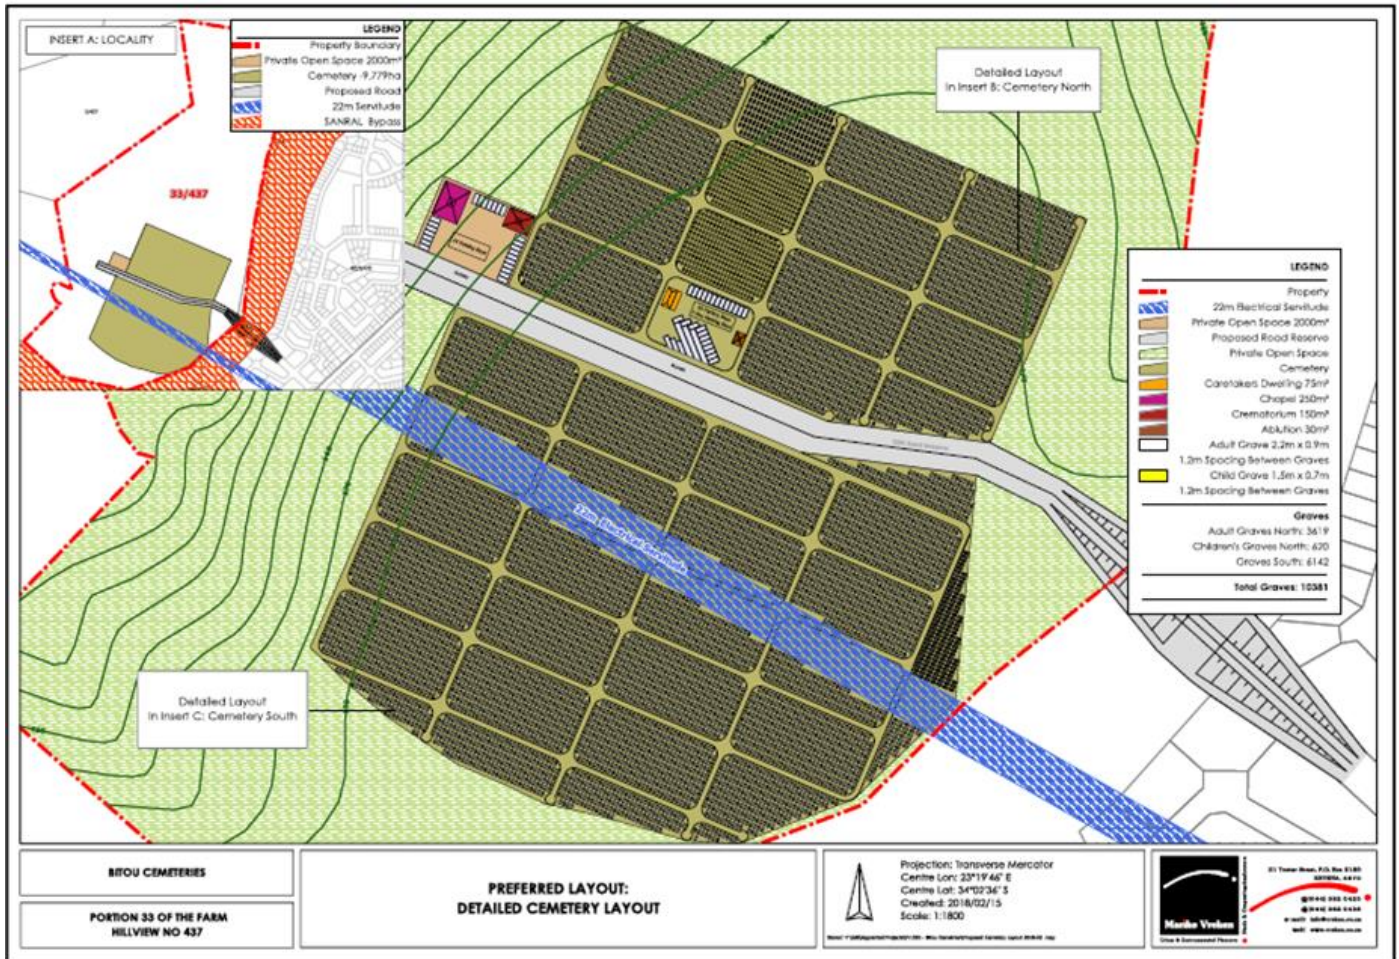 INSERT A: LOCALITY
LEGEND
Property Boundary
Private Open Space 2000m²
Cemetery -9.779ha
Proposed Road
22m Servitude
SANRAL Bypass
33/437
Detailed Layout
in Insert B: Cemetery North
LEGEND
Property
22m Electrical Servitude
Private Open Space 2000m²
Proposed Road Reserve
Private Open Space
Cemetery
Caretakers Dwelling 75m²
Chapel 250m²
Crematorium 150m²
Ablution 30m²
Adult Grave 2.2m x 0.9m
1.2m Spacing Between Graves
Child Grave 1.5m x 0.7m
1.2m Spacing Between Graves
Graves
Adult Graves North: 3619
Children's Graves North: 620
Graves South: 6142
Total Graves: 10381
22m Electrical Servitude
Detailed Layout
in Insert C: Cemetery South
BITOU CEMETERIES
PORTION 33 OF THE FARM
HILLVIEW NO 437
PREFERRED LAYOUT:
DETAILED CEMETERY LAYOUT
Projection: Transverse Mercator
Centre Lon: 23°19'46" E
Centre Lat: 34°02'36" S
Created: 2018/02/15
Scale: 1:1800
Marike Vreken